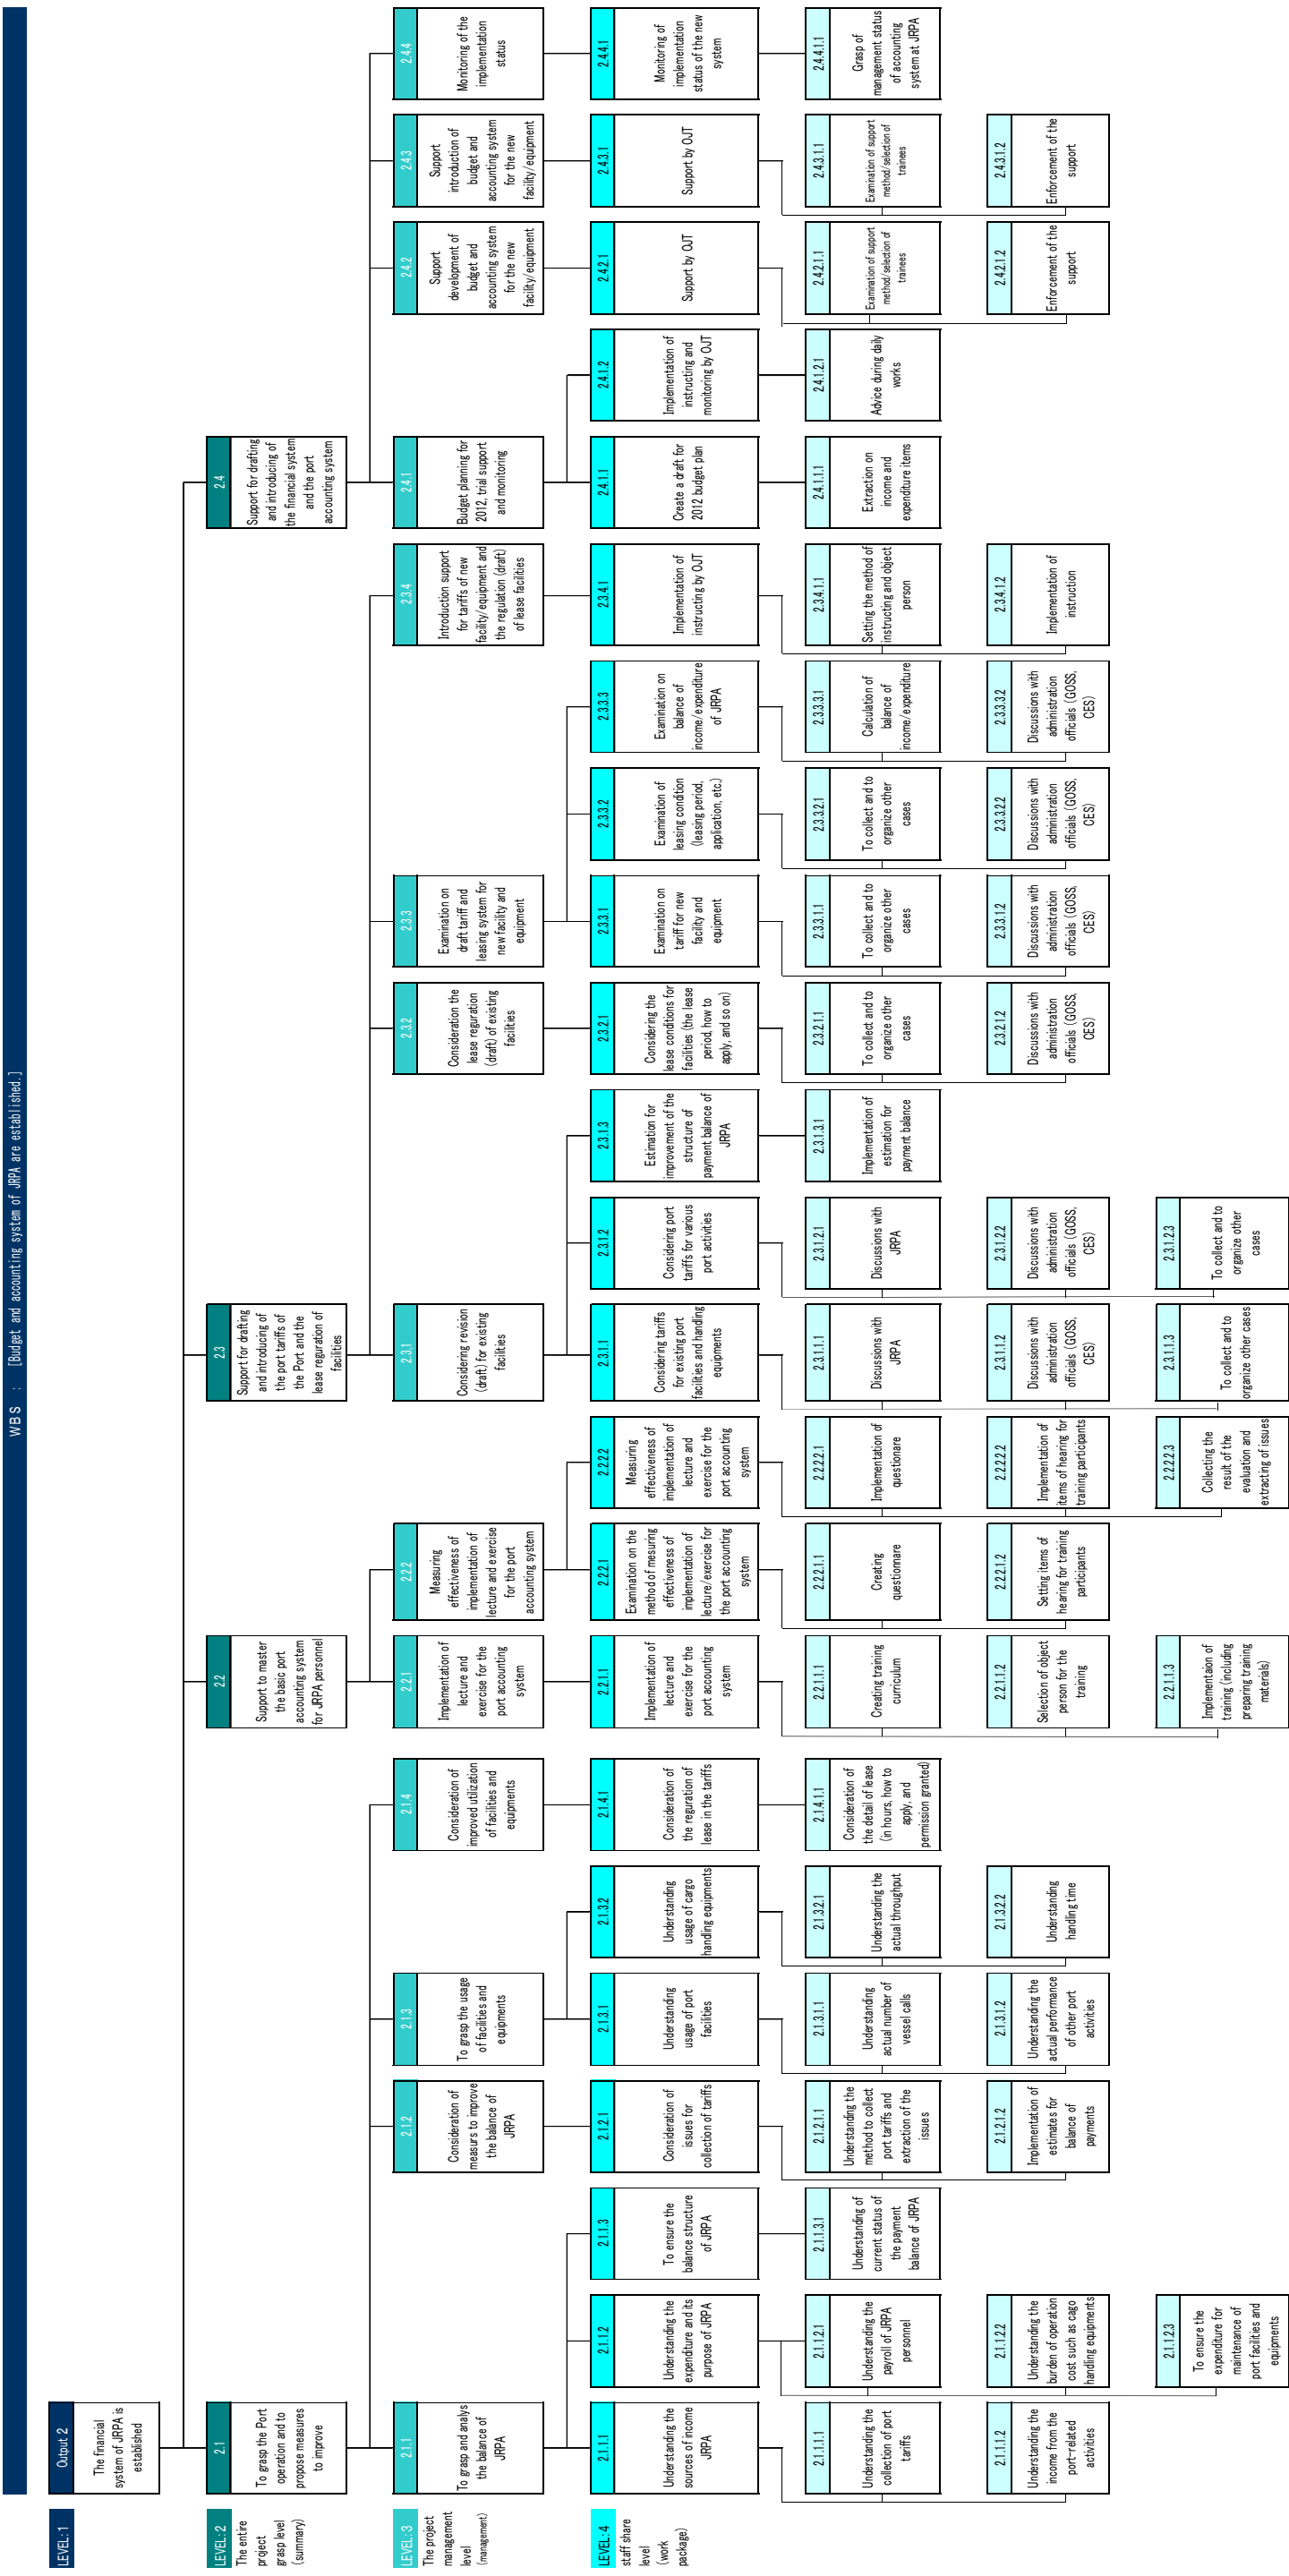 WBS : [Budget and accounting system of JRPA are established.]
LEVEL:1
Output 2
The financial
system of JRPA is
established
LEVEL:2
The entire
project
grasp level
(summary)
2.1
To grasp the Port
operation and to
propose measures
to improve
2.2
Support to master
the basic port
accounting system
for JRPA personnel
2.3
Support for drafting
and introducing of
the port tariffs of
the Port and the
lease reguration of
facilities
2.4
Support for drafting
and introducing of
the financial system
and the port
accounting system
LEVEL:3
The project
management
level
(management)
2.1.1
To grasp and analys
the balance of
JRPA
2.1.2
Consideration of
measurs to improve
the balance of
JRPA
2.1.3
To grasp the usage
of facilities and
equipments
2.1.4
Consideration of
improved utilization
of facilities and
equipments
2.2.1
Implementation of
lecture and
exercise for the
port accounting
system
2.2.2
Measuring
effectiveness of
implementation of
lecture and exercise
for the port
accounting system
2.3.1
Considering revision
(draft) for existing
facilities
2.3.2
Consideration the
lease reguration
(draft) of existing
facilities
2.3.3
Examination on
draft tariff and
leasing system for
new facility and
equipment
2.3.4
Introduction support
for tariffs of new
facility/equipment and
the regulation (draft)
of lease facilities
2.4.1
Budget planning for
2012, trial support
and monitoring
2.4.2
Support
development of
budget and
accounting system
for the new
facility/equipment
2.4.3
Support
introduction of
budget and
accounting system
for the new
facility/equipment
2.4.4
Monitoring of the
implementation
status
LEVEL:4
staff share
level
(work
package)
2.1.1.1
Understanding the
sources of income
JRPA
2.1.1.2
Understanding the
expenditure and its
purpose of JRPA
2.1.1.3
To ensure the
balance structure
of JRPA
2.1.2.1
Consideration of
issues for
collection of tariffs
2.1.3.1
Understanding
usage of port
facilities
2.1.3.2
Understanding
usage of cargo
handling equipments
2.1.4.1
Consideration of
the reguration of
lease in the tariffs
2.2.1.1
Implementation of
lecture and
exercise for the
port accounting
system
2.2.2.1
Examination on the
method of mesuring
effectiveness of
implementation of
lecture/exercise for
the port accounting
system
2.2.2.2
Measuring
effectiveness of
implementation of
lecture and
exercise for the
port accounting
system
2.3.1.1
Considering tariffs
for existing port
facilities and handling
equipments
2.3.1.2
Considering port
tariffs for various
port activities
2.3.1.3
Estimation for
improvement of the
structure of
payment balance of
JRPA
2.3.2.1
Considering the
lease conditions for
facilities (the lease
period, how to
apply, and so on)
2.3.3.1
Examination on
tariff for new
facility and
equipment
2.3.3.2
Examination of
leasing condition
(leasing period,
application, etc.)
2.3.3.3
Examination on
balance of
income/expenditure
of JRPA
2.3.4.1
Implementation of
instructing by OJT
2.4.1.1
Create a draft for
2012 budget plan
2.4.1.2
Implementation of
instructing and
monitoring by OJT
2.4.2.1
Support by OJT
2.4.3.1
Support by OJT
2.4.4.1
Monitoring of
implementation
status of the new
system
2.1.1.1.1
Understanding the
collection of port
tariffs
2.1.1.2.1
Understanding the
payroll of JRPA
personnel
2.1.1.3.1
Understanding of
current status of
the payment
balance of JRPA
2.1.2.1.1
Understanding the
method to collect
port tariffs and
extraction of the
issues
2.1.3.1.1
Understanding
actual number of
vessel calls
2.1.3.2.1
Understanding the
actual throughput
2.1.4.1.1
Consideration of
the detail of lease
(in hours, how to
apply, and
permission granted)
2.2.1.1.1
Creating training
curriculum
2.2.2.1.1
Creating
questionnare
2.2.2.2.1
Implementation of
questionare
2.3.1.1.1
Discussions with
JRPA
2.3.1.2.1
Discussions with
JRPA
2.3.1.3.1
Implementation of
estimation for
payment balance
2.3.2.1.1
To collect and to
organize other
cases
2.3.3.1.1
To collect and to
organize other
cases
2.3.3.2.1
To collect and to
organize other
cases
2.3.3.3.1
Calculation of
balance of
income/expenditure
2.3.4.1.1
Setting the method of
instructing and object
person
2.4.1.1.1
Extraction on
income and
expenditure items
2.4.1.2.1
Advice during daily
works
2.4.2.1.1
Examination of support
method/selection of
trainees
2.4.3.1.1
Examination of support
method/selection of
trainees
2.4.4.1.1
Grasp of
management status
of accounting
system at JRPA
2.1.1.1.2
Understanding the
income from the
port-related
activities
2.1.1.2.2
Understanding the
burden of operation
cost such as cago
handling equipments
2.1.2.1.2
Implementation of
estimates for
balance of
payments
2.1.3.1.2
Understanding the
actual performance
of other port
activities
2.1.3.2.2
Understanding
handling time
2.2.1.1.2
Selection of object
person for the
training
2.2.2.1.2
Setting items of
hearing for training
participants
2.2.2.2.2
Implementation of
items of hearing for
training participants
2.3.1.1.2
Discussions with
administration
officials (GOSS,
CES)
2.3.1.2.2
Discussions with
administration
officials (GOSS,
CES)
2.3.2.1.2
Discussions with
administration
officials (GOSS,
CES)
2.3.3.1.2
Discussions with
administration
officials (GOSS,
CES)
2.3.3.2.2
Discussions with
administration
officials (GOSS,
CES)
2.3.3.3.2
Discussions with
administration
officials (GOSS,
CES)
2.3.4.1.2
Implementation of
instruction
2.4.2.1.2
Enforcement of the
support
2.4.3.1.2
Enforcement of the
support
2.1.1.2.3
To ensure the
expenditure for
maintenance of
port facilities and
equipments
2.2.1.1.3
Implementaion of
training (including
preparing training
materials)
2.2.2.2.3
Collecting the
result of the
evaluation and
extracting of issues
2.3.1.1.3
To collect and to
organize other cases
2.3.1.2.3
To collect and to
organize other
cases